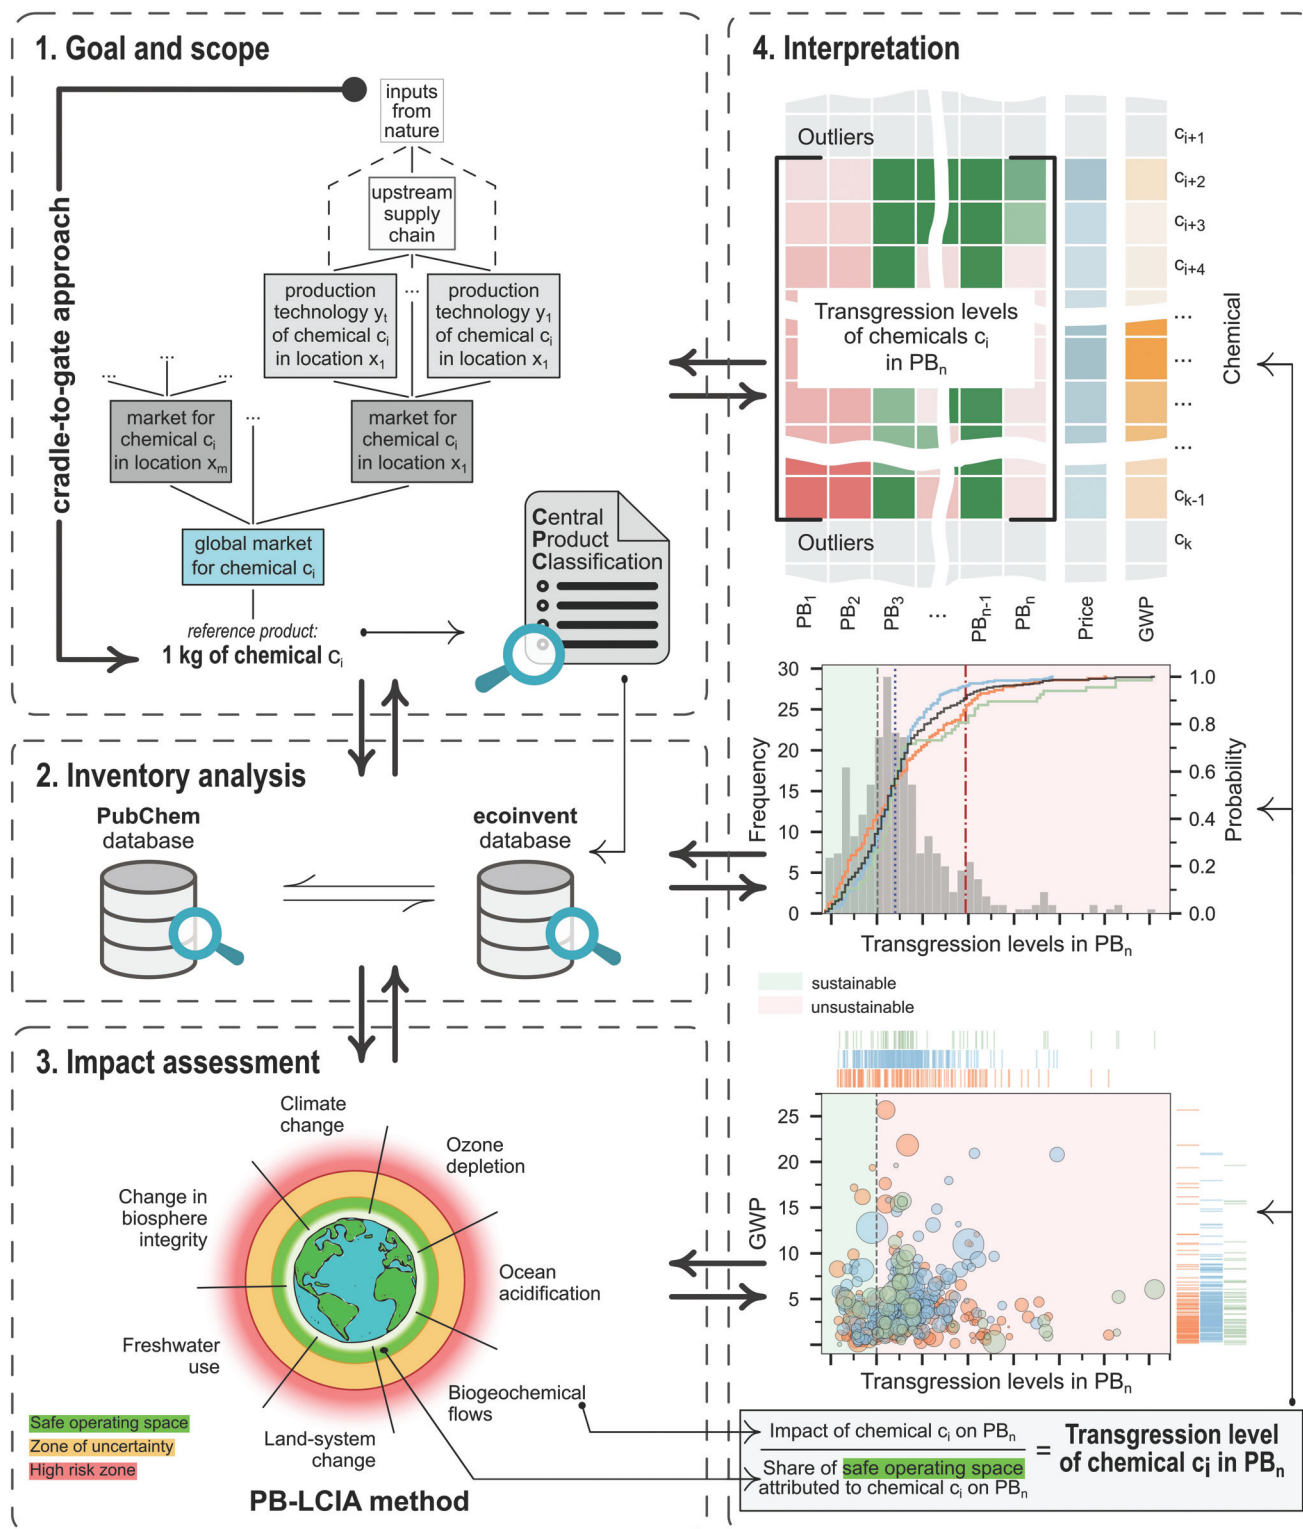 1. Goal and scope
inputs
from
nature
upstream
supply
chain
production
technology yt
of chemical ci
in location x1
...
production
technology y1
of chemical ci
in location x1
...
...
...
...
market for
chemical ci
in location xm
market for
chemical ci
in location x1
global market
for chemical ci
reference product:
1 kg of chemical ci
cradle-to-gate approach
Central
Product
Classification
2. Inventory analysis
PubChem
database
ecoinvent
database
3. Impact assessment
Climate
change
Ozone
depletion
Change in
biosphere
integrity
Ocean
acidification
Freshwater
use
Biogeochemical
flows
Land-system
change
Safe operating space
Zone of uncertainty
High risk zone
PB-LCIA method
4. Interpretation
Outliers
Transgression levels
of chemicals ci
in PBn
Outliers
ci+1
ci+2
ci+3
ci+4
...
...
...
...
ck-1
ck
Chemical
PB1
PB2
PB3
...
PBn-1
PBn
Price
GWP
30
25
20
15
10
5
0
Frequency
1.0
0.8
0.6
0.4
0.2
0.0
Probability
Transgression levels in PBn
sustainable
unsustainable
25
20
15
10
5
GWP
Transgression levels in PBn
Impact of chemical ci on PBn
Share of safe operating space
attributed to chemical ci on PBn
=
Transgression level
of chemical ci in PBn